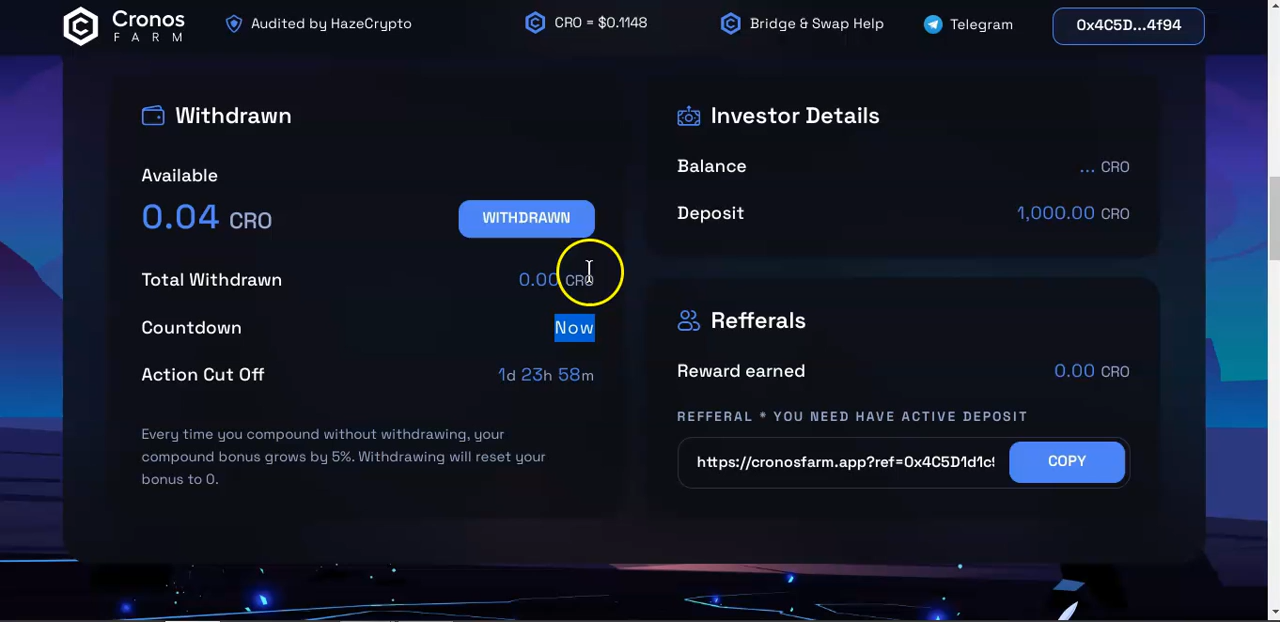 Cronos
FARM
Audited by HazeCrypto
CRO = $0.1148
Bridge & Swap Help
Telegram
0x4C5D...4f94
Withdrawn
Available
0.04 CRO
WITHDRAWN
Total Withdrawn
0.00 CRO
Countdown
Now
Action Cut Off
1d 23h 58m
Every time you compound without withdrawing, your
compound bonus grows by 5%. Withdrawing will reset your
bonus to 0.
Investor Details
Balance
... CRO
Deposit
1,000.00 CRO
Refferals
Reward earned
0.00 CRO
REFFERAL * YOU NEED HAVE ACTIVE DEPOSIT
https://cronosfarm.app?ref=0x4C5D1d1c
COPY